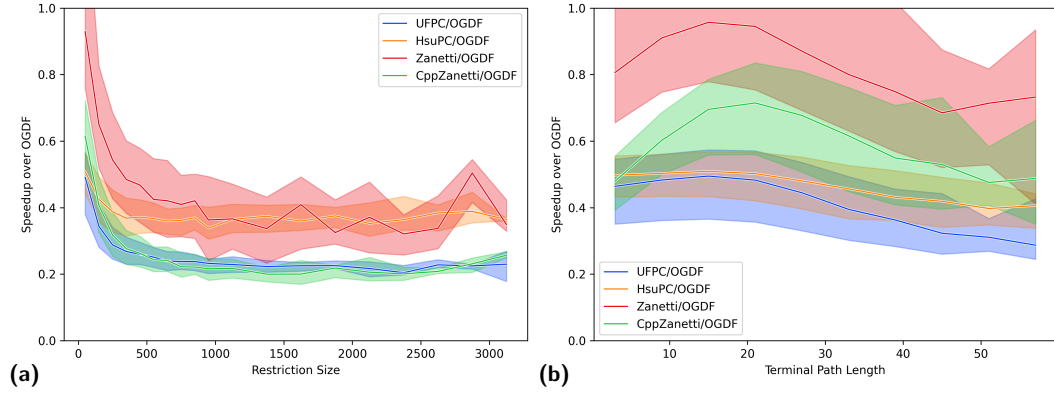 1.0
0.8
0.6
0.4
0.2
0.0
Speedup over OGDF
UFPC/OGDF
HsuPC/OGDF
Zanetti/OGDF
CppZanetti/OGDF
0 500 1000 1500 2000 2500 3000
Restriction Size
(a)
1.0
0.8
0.6
0.4
0.2
0.0
Speedup over OGDF
UFPC/OGDF
HsuPC/OGDF
Zanetti/OGDF
CppZanetti/OGDF
10 20 30 40 50
Terminal Path Length
(b)